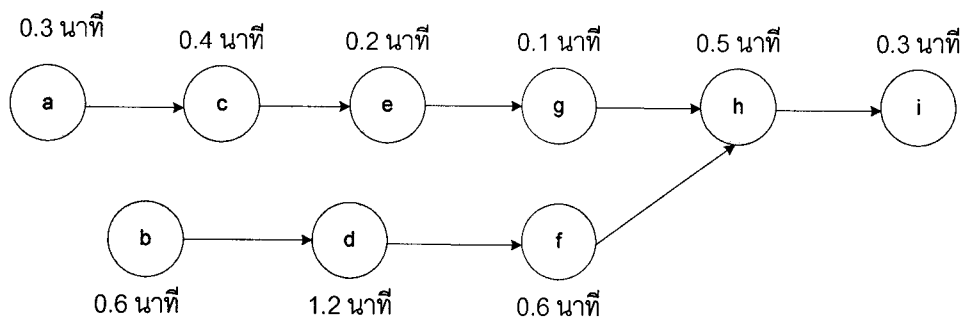 0.3 นาที 0.4 นาที 0.2 นาที 0.1 นาที 0.5 นาที 0.3 นาที
a c e g h i
b d f
0.6 นาที 1.2 นาที 0.6 นาที